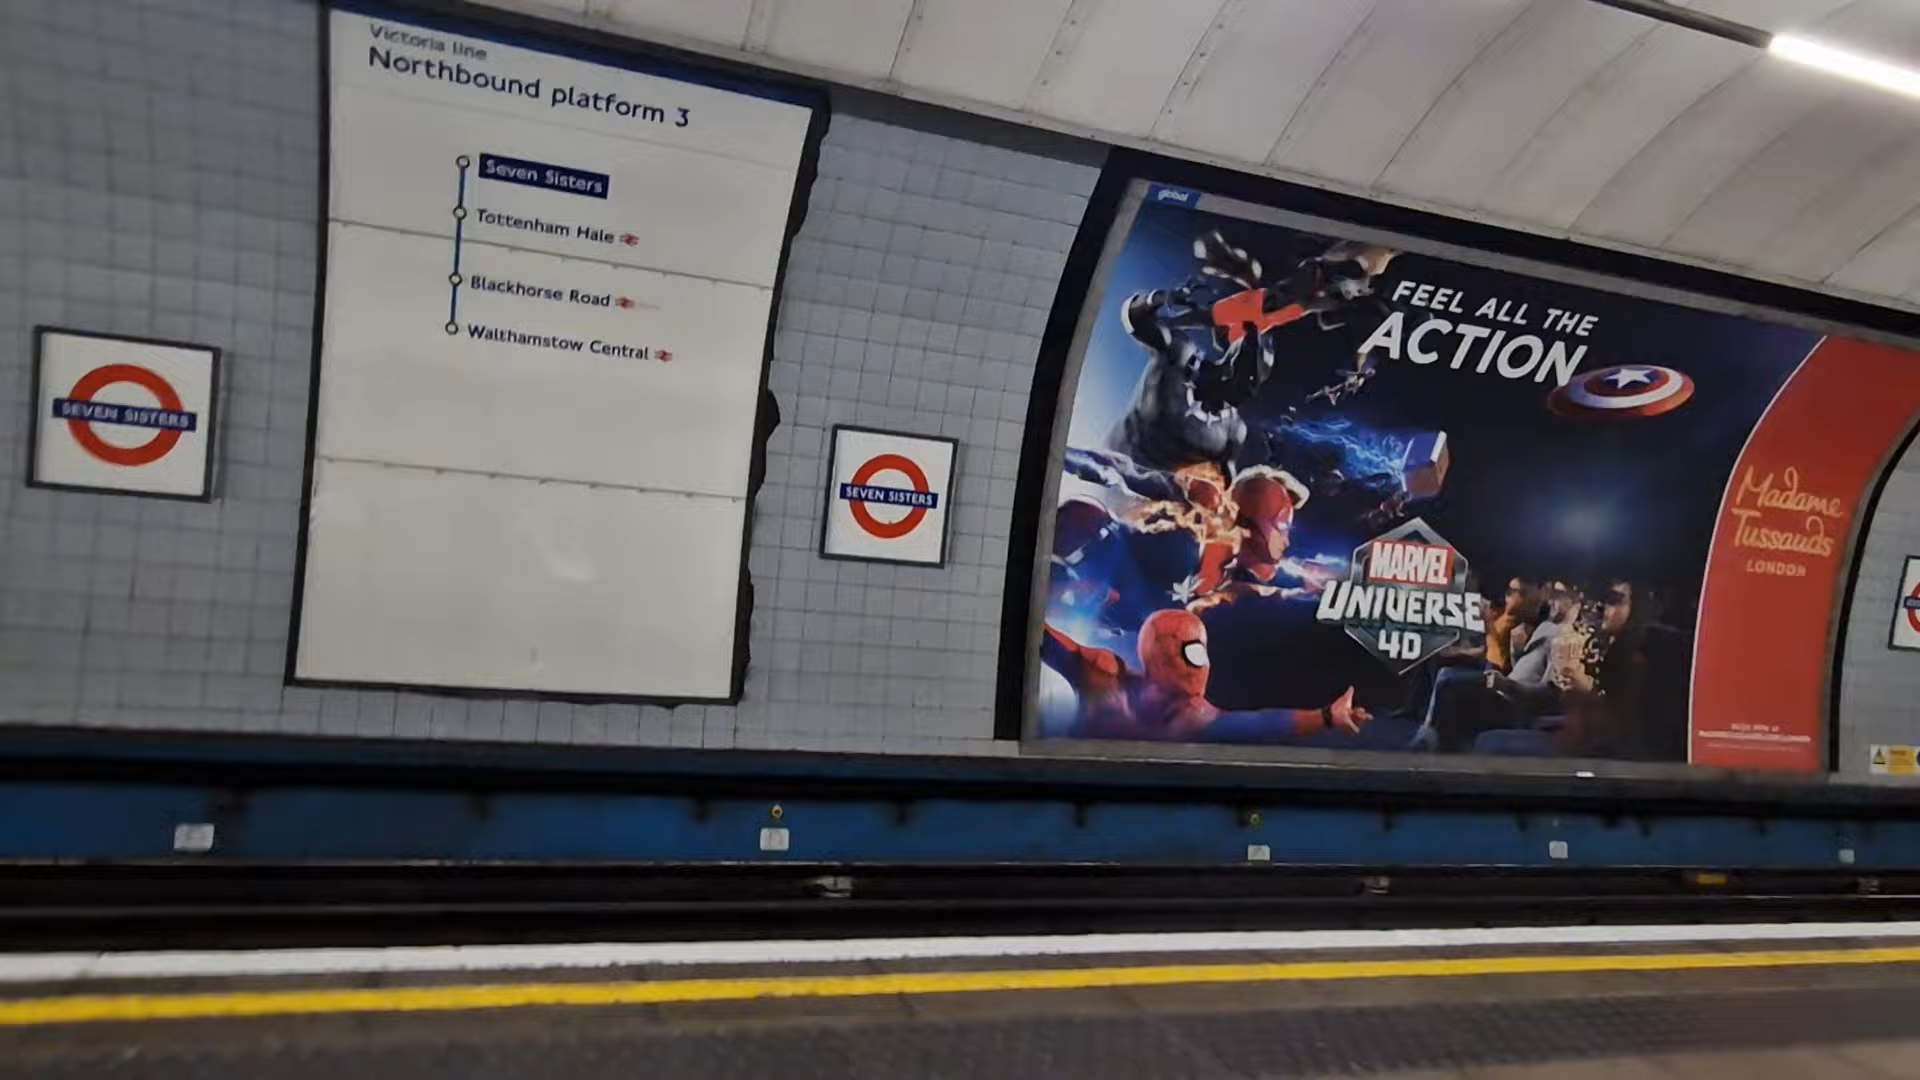 Victoria line
Northbound platform 3
Seven Sisters
Tottenham Hale
Blackhorse Road
Walthamstow Central
SEVEN SISTERS
SEVEN SISTERS
global
FEEL ALL THE
ACTION
MARVEL
UNIVERSE
4D
Madame
Tussauds
LONDON